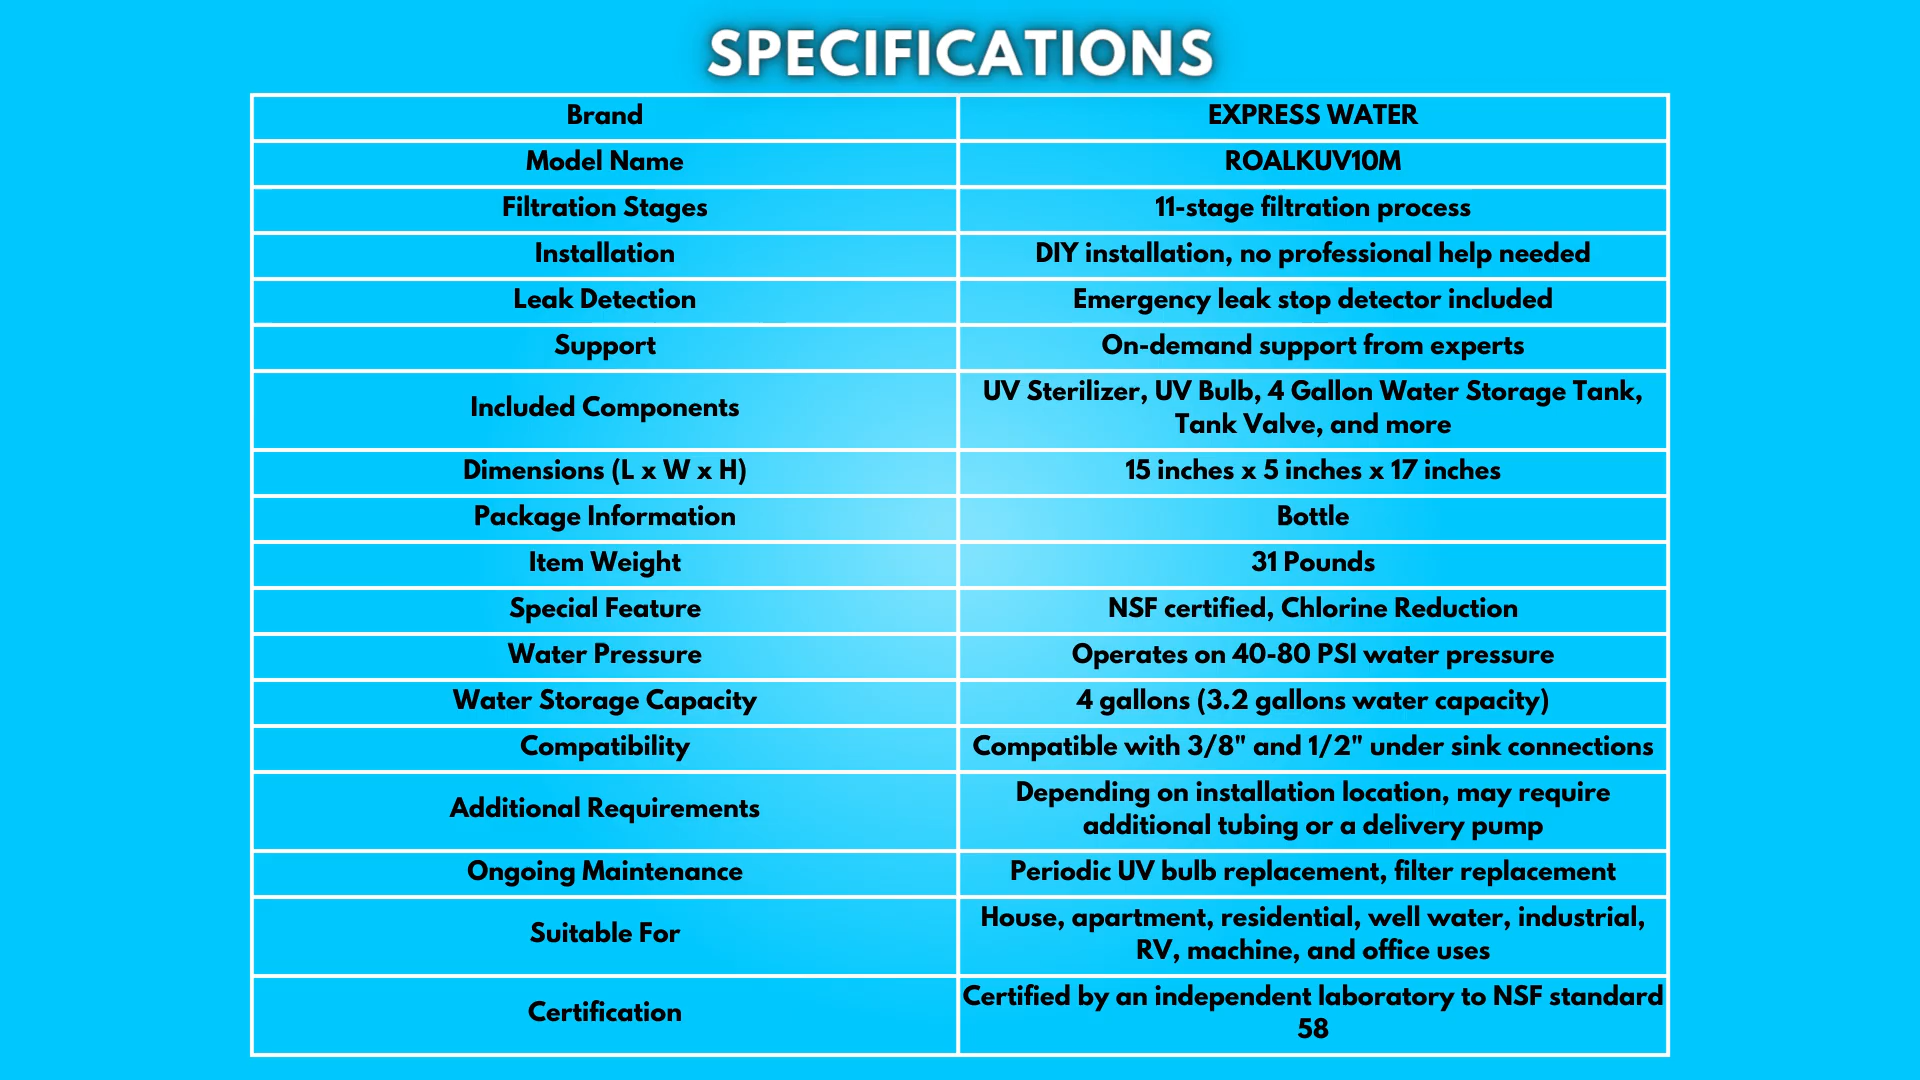 SPECIFICATIONS
Brand
EXPRESS WATER
Model Name
ROALKUV10M
Filtration Stages
11-stage filtration process
Installation
DIY installation, no professional help needed
Leak Detection
Emergency leak stop detector included
Support
On-demand support from experts
Included Components
UV Sterilizer, UV Bulb, 4 Gallon Water Storage Tank,
Tank Valve, and more
Dimensions (L x W x H)
15 inches x 5 inches x 17 inches
Package Information
Bottle
Item Weight
31 Pounds
Special Feature
NSF certified, Chlorine Reduction
Water Pressure
Operates on 40-80 PSI water pressure
Water Storage Capacity
4 gallons (3.2 gallons water capacity)
Compatibility
Compatible with 3/8" and 1/2" under sink connections
Additional Requirements
Depending on installation location, may require
additional tubing or a delivery pump
Ongoing Maintenance
Periodic UV bulb replacement, filter replacement
Suitable For
House, apartment, residential, well water, industrial,
RV, machine, and office uses
Certification
Certified by an independent laboratory to NSF standard
58